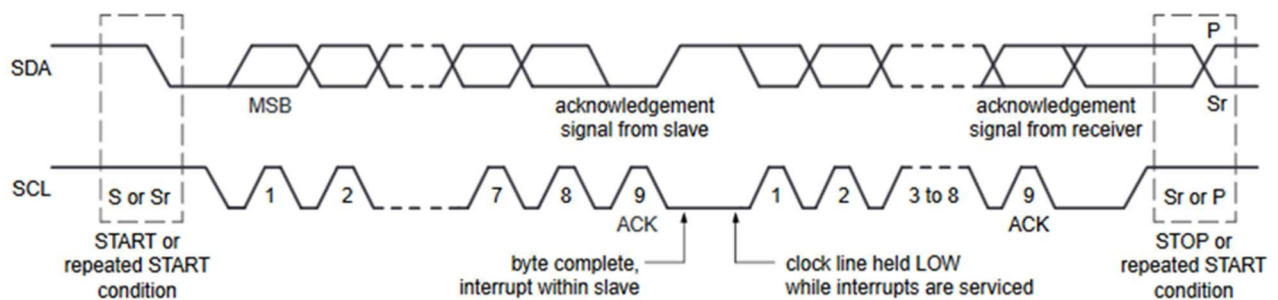 P
SDA
MSB
acknowledgement
signal from slave
acknowledgement
signal from receiver
Sr
SCL
S or Sr
1
2
7
8
9
1
2
3 to 8
9
Sr or P
ACK
ACK
START or
repeated START
condition
byte complete,
interrupt within slave
clock line held LOW
while interrupts are serviced
STOP or
repeated START
condition